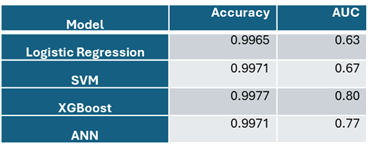 Model Accuracy AUC
Logistic Regression 0.9965 0.63
SVM 0.9971 0.67
XGBoost 0.9977 0.80
ANN 0.9971 0.77